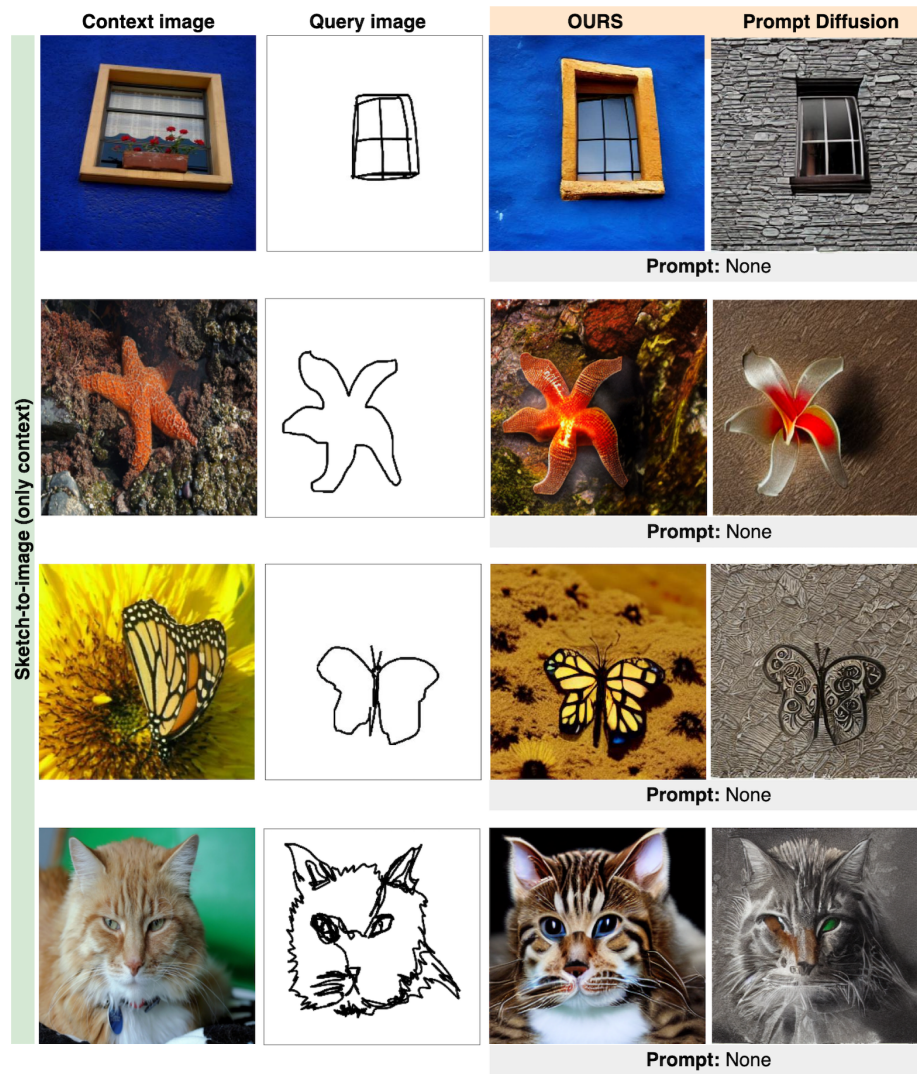 Context image Query image OURS Prompt Diffusion
Sketch-to-image (only context)
Prompt: None
Prompt: None
Prompt: None
Prompt: None